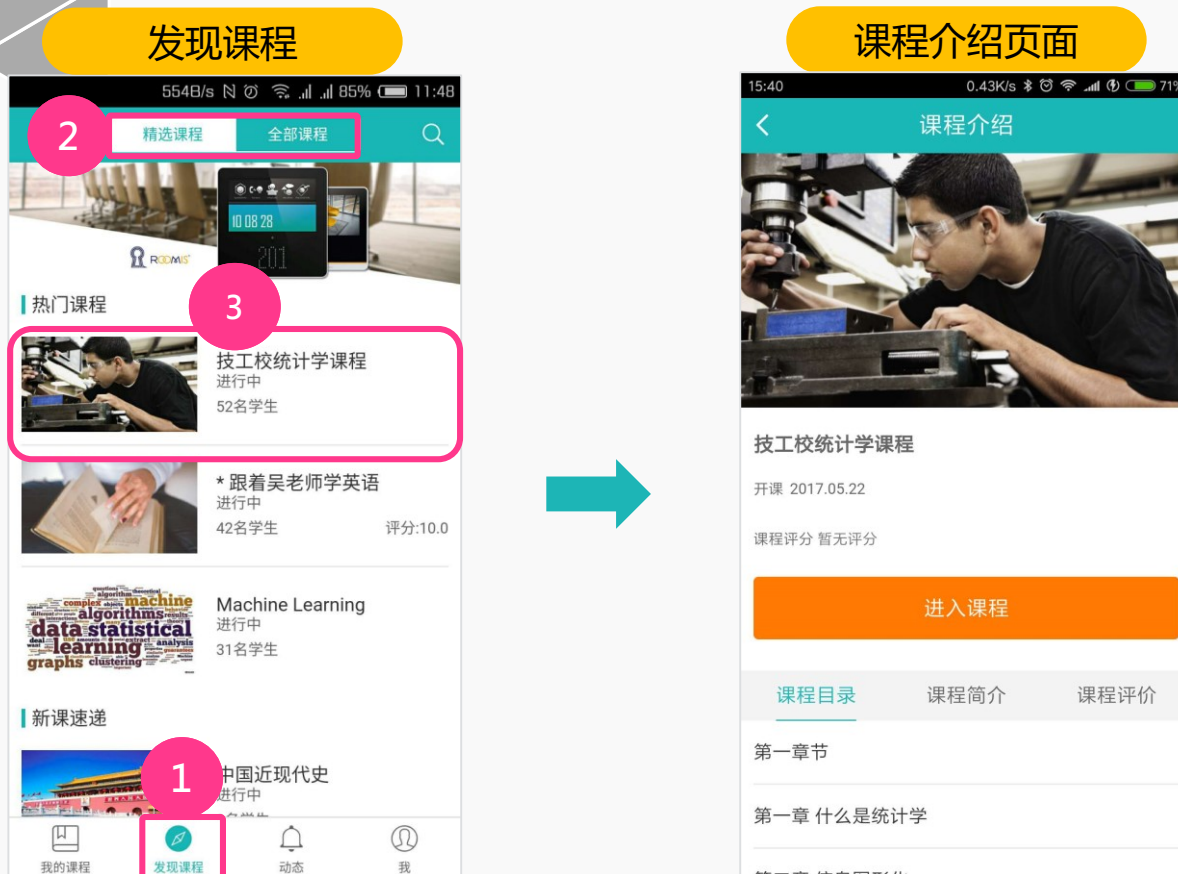 发现课程
课程介绍页面
554B/s 85% 11:48
2
精选课程 全部课程
10 08 28
201
ROOMIS
热门课程
3
技工校统计学课程
进行中
52名学生
* 跟着吴老师学英语
进行中
42名学生 评分:10.0
machine
algorithms
data statistical
learning analysis
graphs clustering
Machine Learning
进行中
31名学生
新课速递
1
中国近现代史
进行中
我的课程 发现课程 动态 我
15:40 0.43K/s 71%
课程介绍
技工校统计学课程
开课 2017.05.22
课程评分 暂无评分
进入课程
课程目录 课程简介 课程评价
第一章节
第一章 什么是统计学